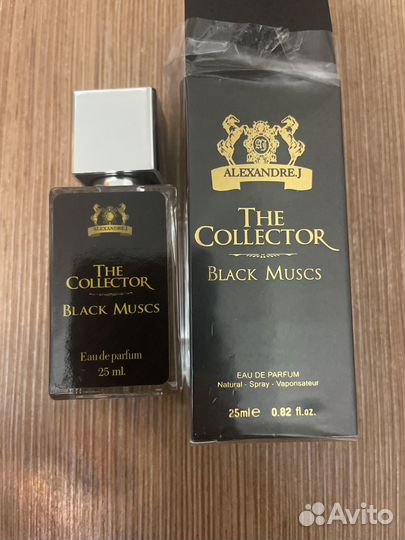 ALEXANDRE.J
THE
COLLECTOR
BLACK MUSCS
Eau de parfum
25 ml.
AJ
ALEXANDRE.J
THE
COLLECTOR
BLACK MUSCS
EAU DE PARFUM
Natural - Spray - Vaporisateur
25ml e 0.82 fl.oz.
Avito